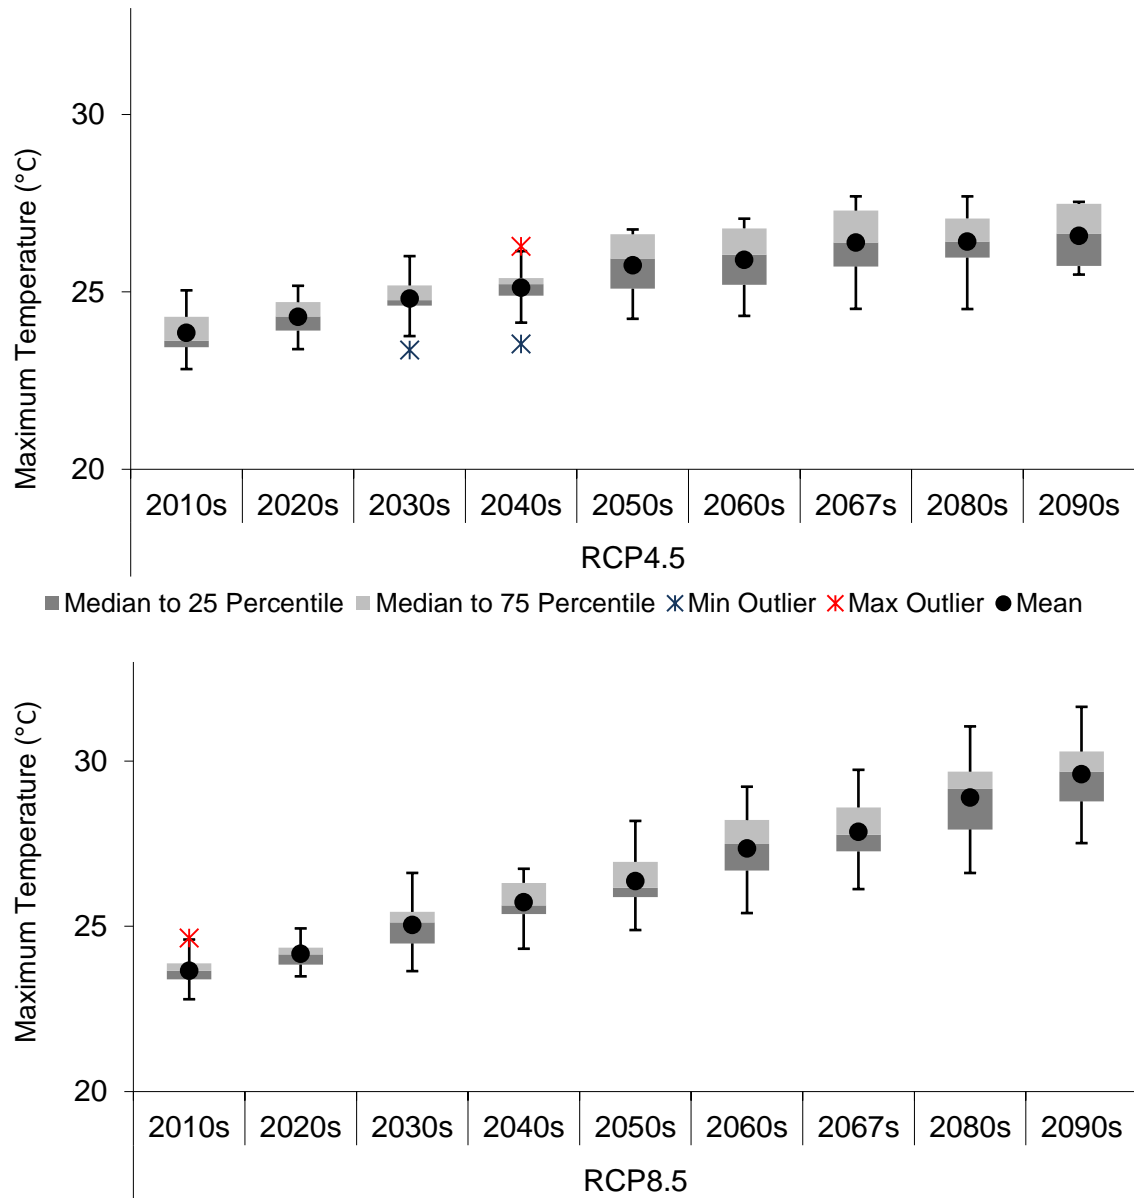 Maximum Temperature (°C)
30
25
20
2010s 2020s 2030s 2040s 2050s 2060s 2067s 2080s 2090s
RCP4.5
Median to 25 Percentile Median to 75 Percentile Min Outlier Max Outlier Mean
Maximum Temperature (°C)
30
25
20
2010s 2020s 2030s 2040s 2050s 2060s 2067s 2080s 2090s
RCP8.5